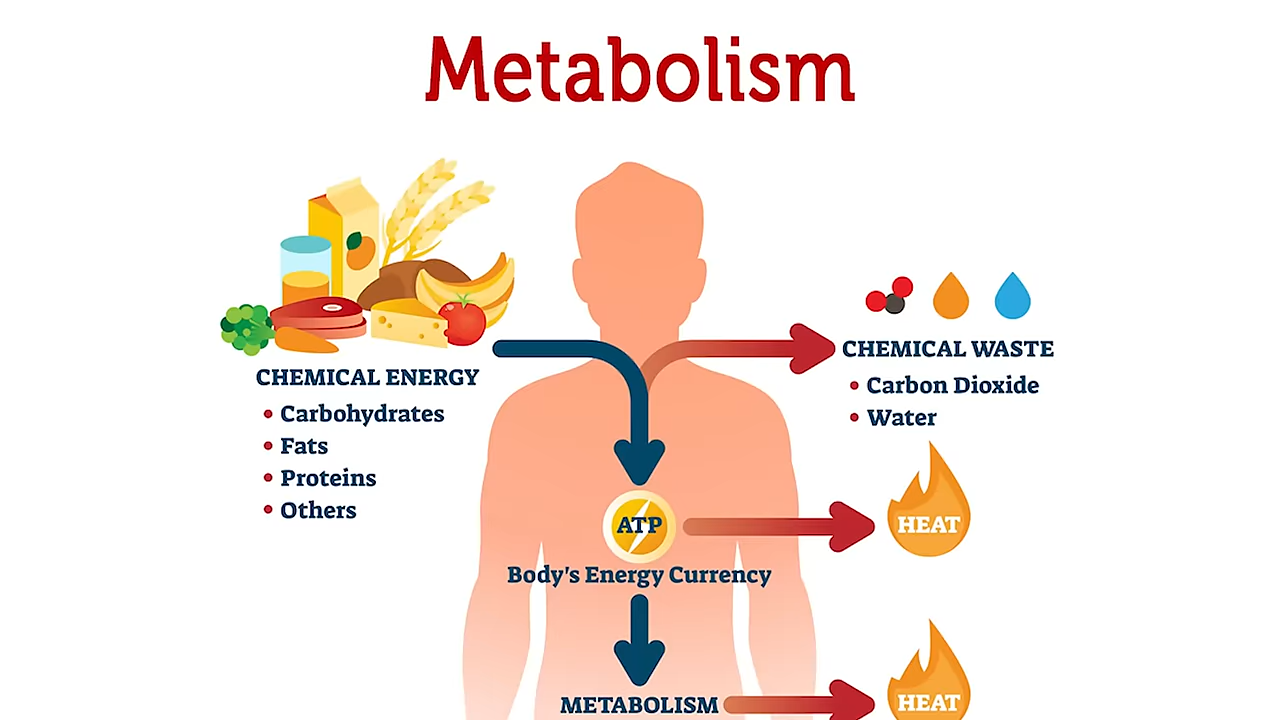 Metabolism
CHEMICAL ENERGY
• Carbohydrates
• Fats
• Proteins
• Others
CHEMICAL WASTE
• Carbon Dioxide
• Water
ATP
HEAT
Body's Energy Currency
METABOLISM
HEAT